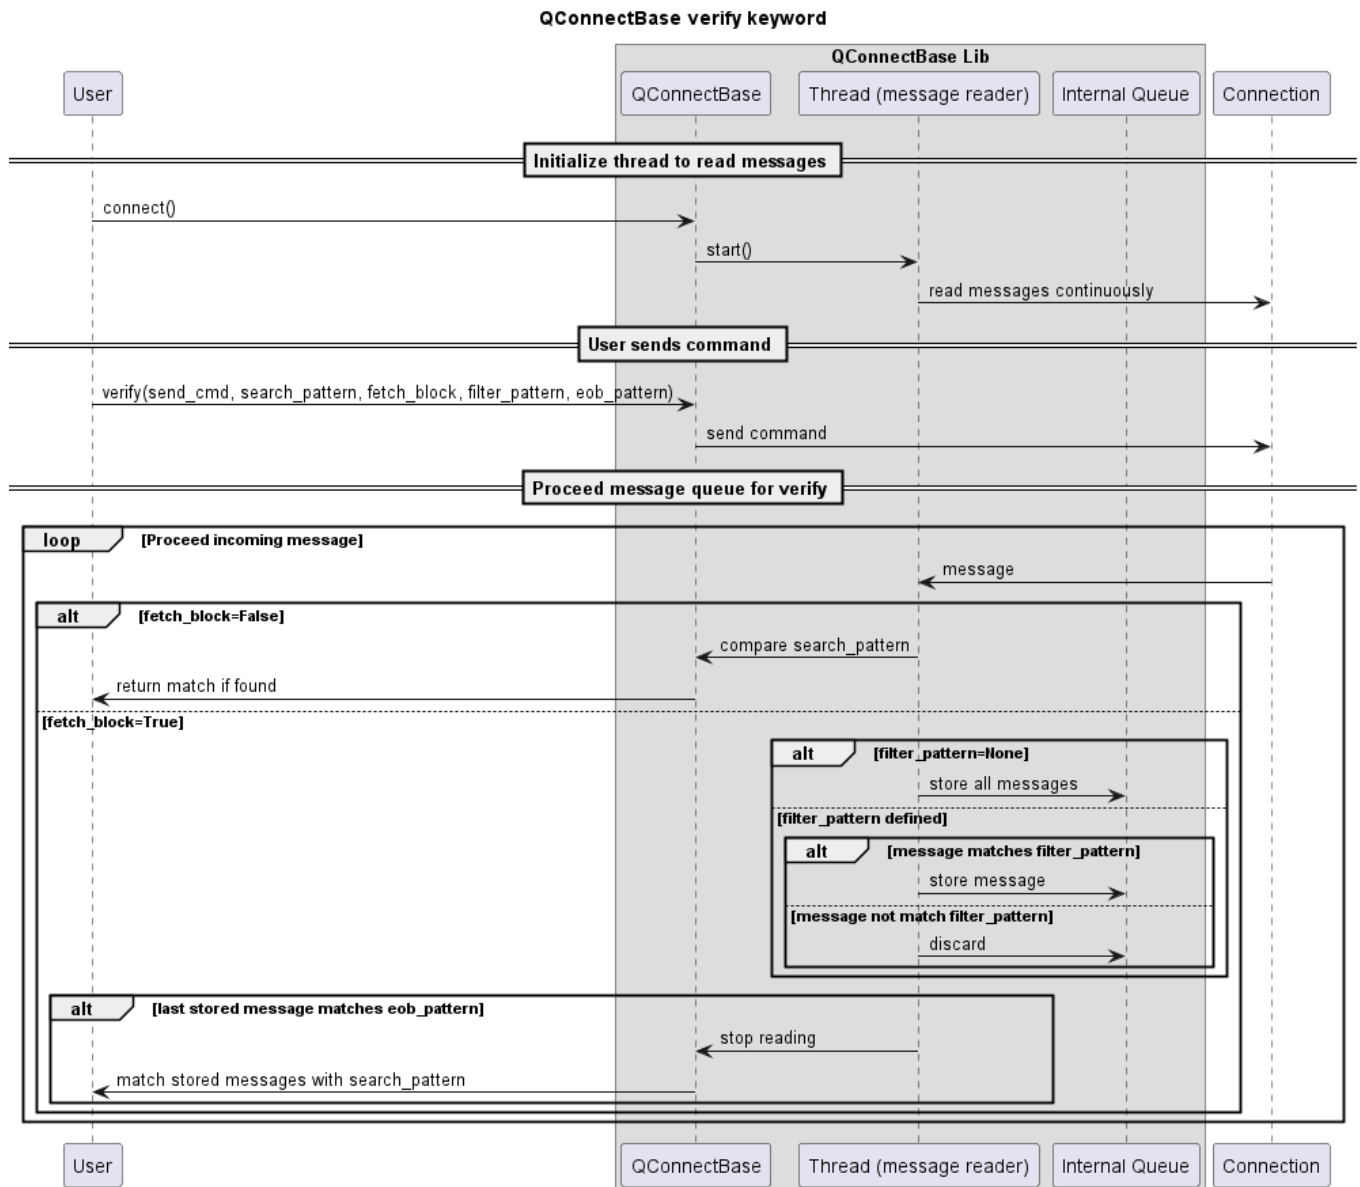 QConnectBase verify keyword
QConnectBase Lib
User
QConnectBase
Thread (message reader)
Internal Queue
Connection
Initialize thread to read messages
connect()
start()
read messages continuously
User sends command
verify(send_cmd, search_pattern, fetch_block, filter_pattern, eob_pattern)
send command
Proceed message queue for verify
loop [Proceed incoming message]
message
alt [fetch_block=False]
compare search_pattern
return match if found
[fetch_block=True]
alt [filter_pattern=None]
store all messages
[filter_pattern defined]
alt [message matches filter_pattern]
store message
[message not match filter_pattern]
discard
alt [last stored message matches eob_pattern]
stop reading
match stored messages with search_pattern
User
QConnectBase
Thread (message reader)
Internal Queue
Connection